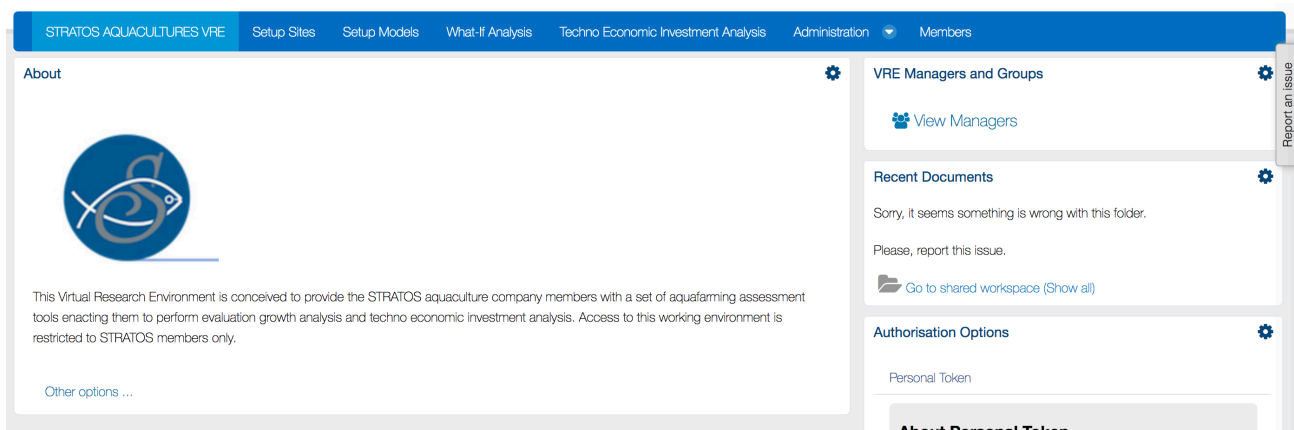 STRATOS AQUACULTURES VRE Setup Sites Setup Models What-If Analysis Techno Economic Investment Analysis Administration Members
About
This Virtual Research Environment is conceived to provide the STRATOS aquaculture company members with a set of aquafarming assessment
tools enacting them to perform evaluation growth analysis and techno economic investment analysis. Access to this working environment is
restricted to STRATOS members only.
Other options ...
VRE Managers and Groups
View Managers
Recent Documents
Sorry, it seems something is wrong with this folder.
Please, report this issue.
Go to shared workspace (Show all)
Authorisation Options
Personal Token
About Personal Token
Report an issue